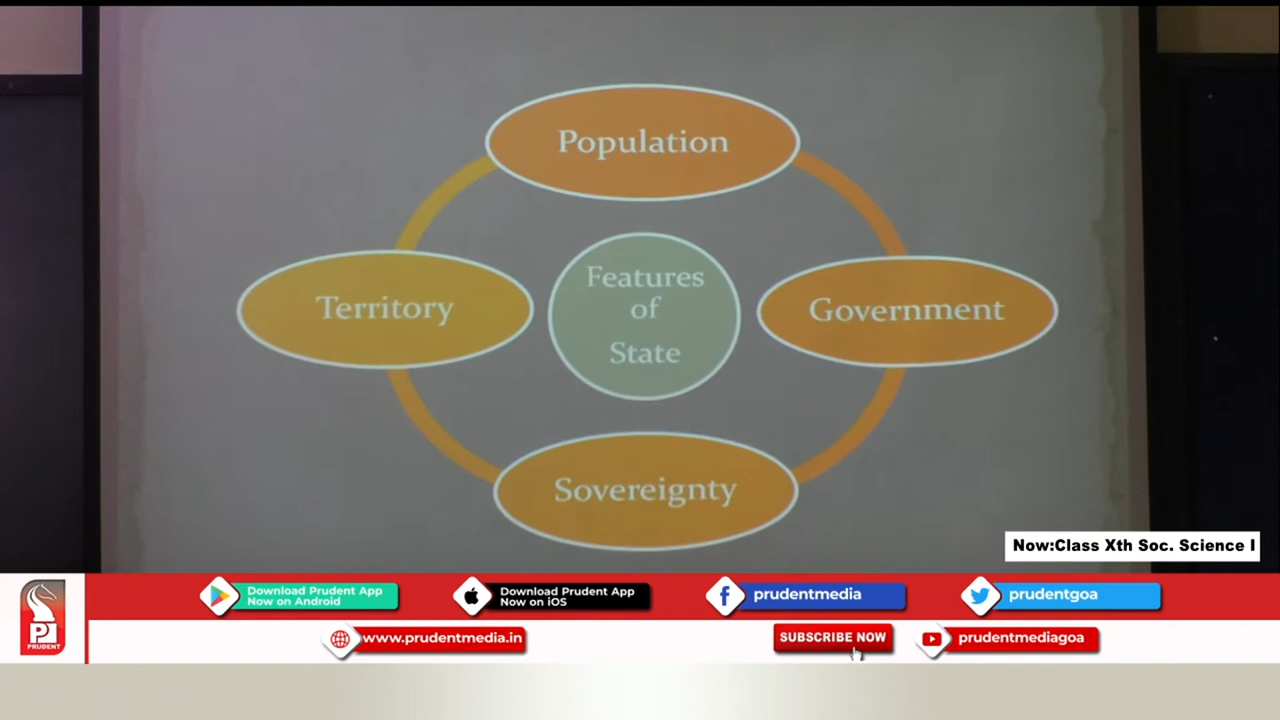 Population
Territory
Features
of
State
Government
Sovereignty
Now:Class Xth Soc. Science I
Download Prudent App
Now on Android
Download Prudent App
Now on iOS
prudentmedia
prudentgoa
PRUDENT
www.prudentmedia.in
SUBSCRIBE NOW
prudentmediagoa